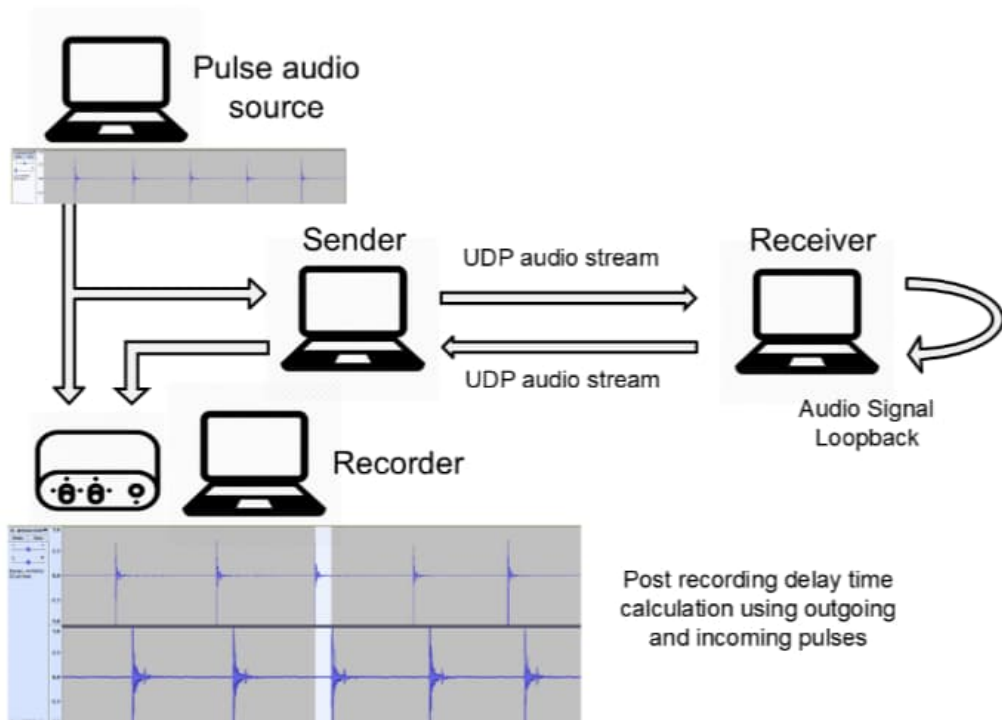 Pulse audio
source
Sender
Receiver
UDP audio stream
UDP audio stream
Audio Signal
Loopback
Recorder
Post recording delay time
calculation using outgoing
and incoming pulses